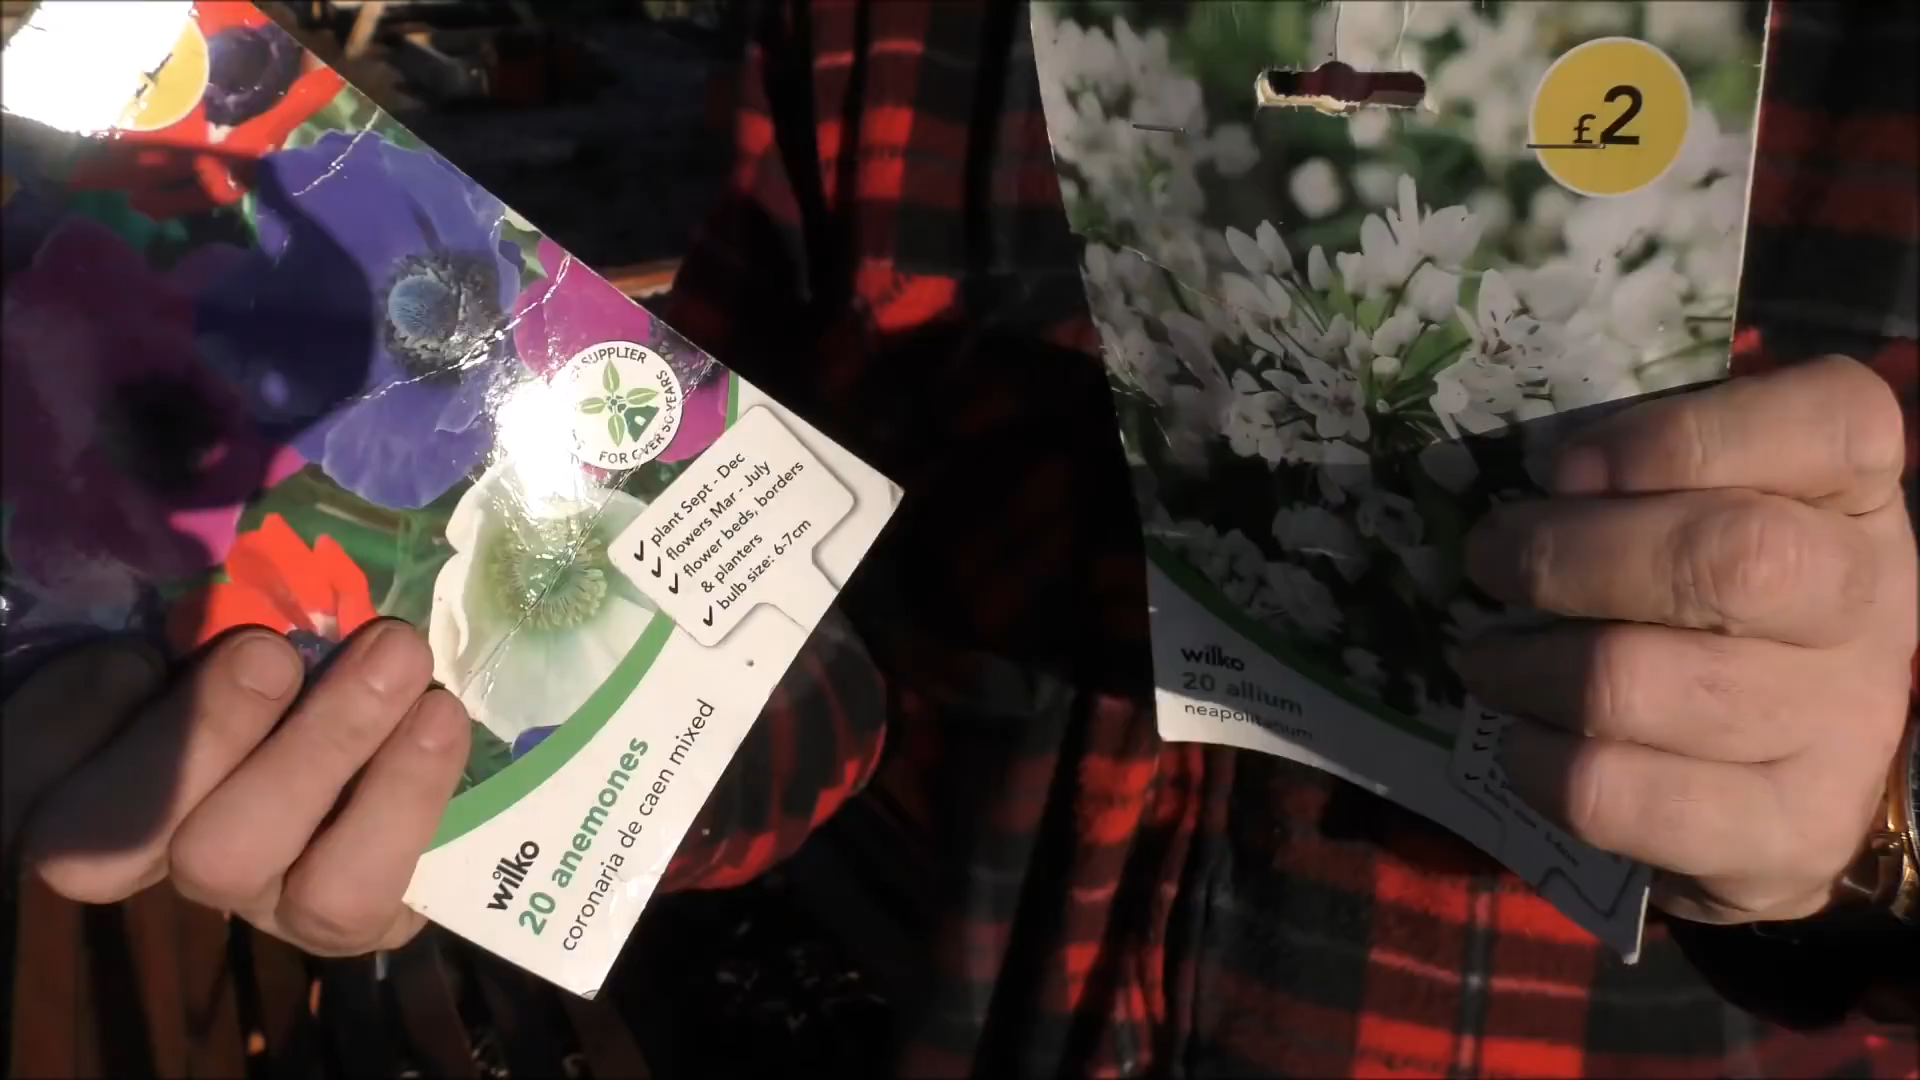 SUPPLIER
FOR OVER 50 YEARS
plant Sept - Dec
flowers Mar - July
flower beds, borders
& planters
bulb size: 6-7cm
wilko
20 anemones
coronaria de caen mixed
£2
wilko
20 allium
neapolitanum